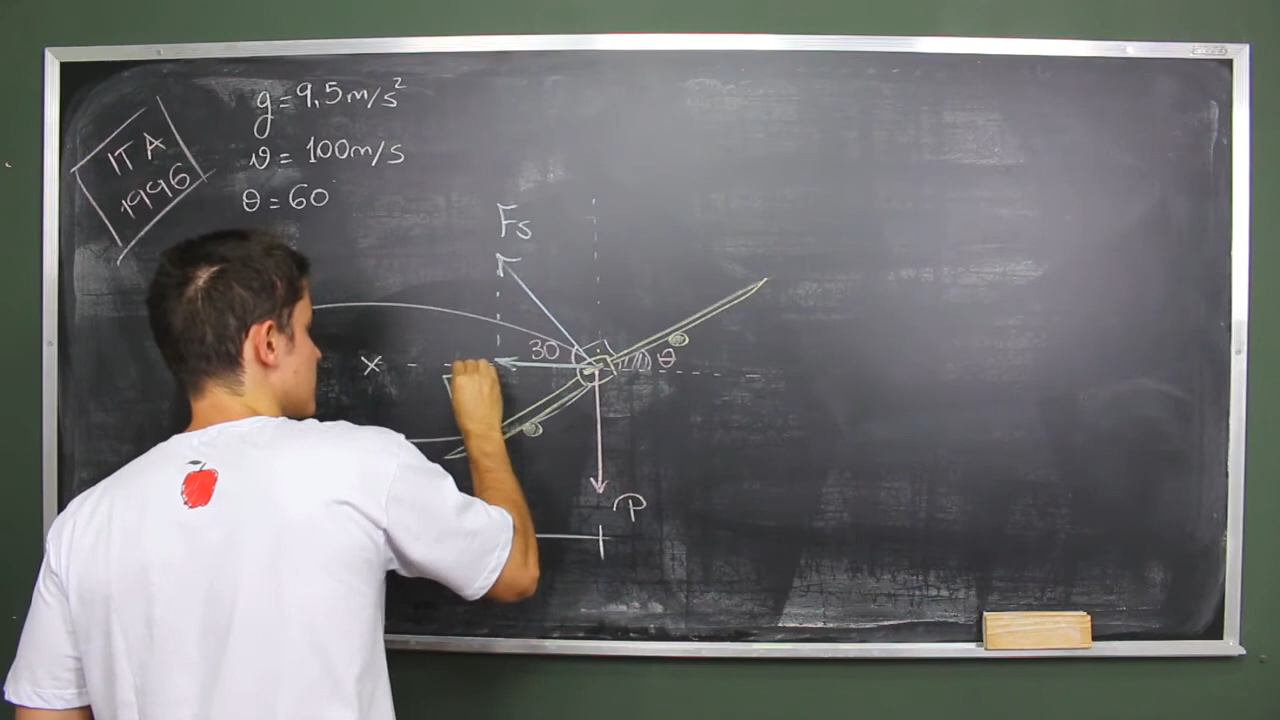 ITA
1996
g = 9,5 m/s²
v = 100 m/s
θ = 60
Fs
x
30
θ
P